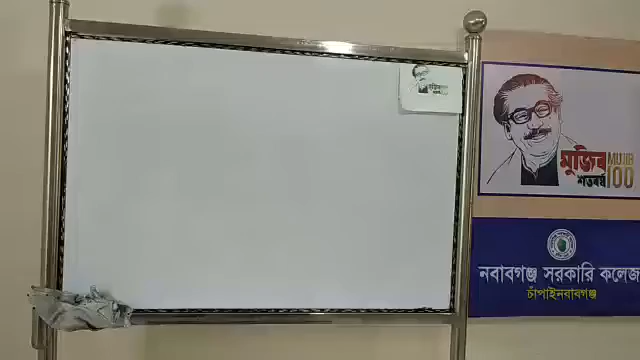 মুজিব MUJIB
শতবর্ষ 100
নবাবগঞ্জ সরকারি কলেজ
চাঁপাইনবাবগঞ্জ